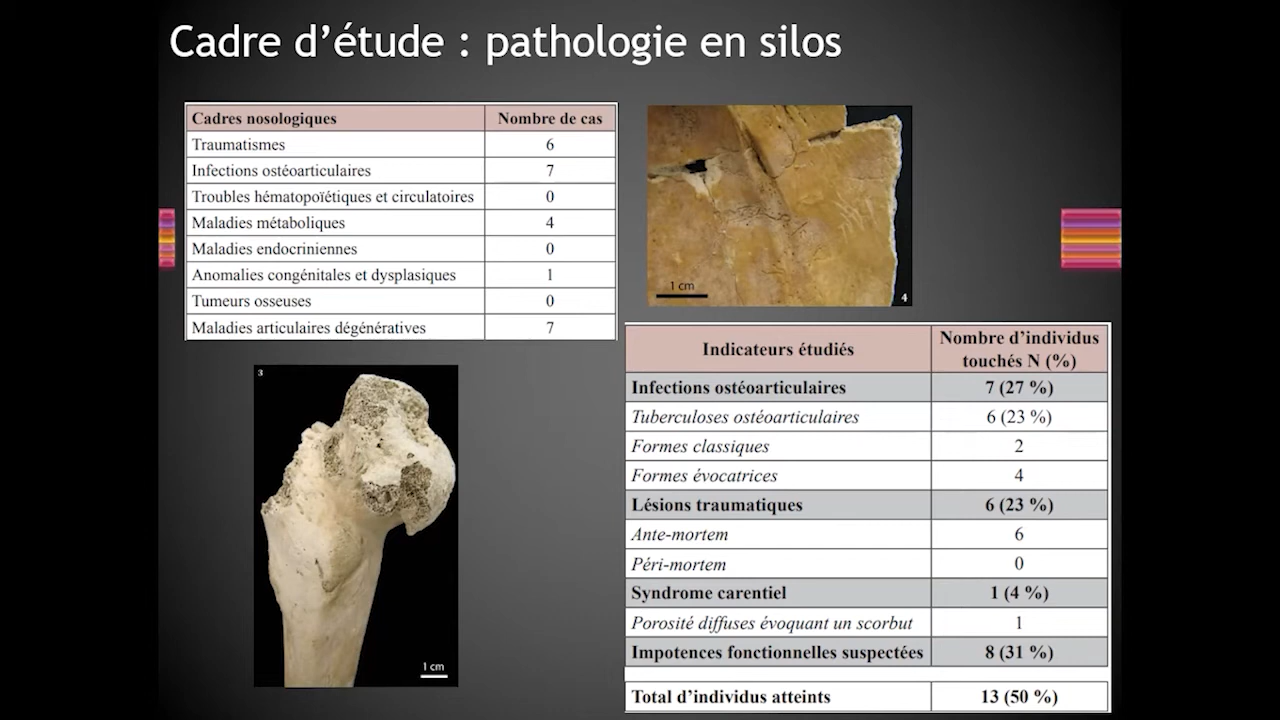 Cadre d’étude : pathologie en silos
Cadres nosologiques Nombre de cas
Traumatismes 6
Infections ostéoarticulaires 7
Troubles hématopoïétiques et circulatoires 0
Maladies métaboliques 4
Maladies endocriniennes 0
Anomalies congénitales et dysplasiques 1
Tumeurs osseuses 0
Maladies articulaires dégénératives 7
1 cm
4
Indicateurs étudiés
Nombre d’individus
touchés N (%)
Infections ostéoarticulaires 7 (27 %)
Tuberculoses ostéoarticulaires 6 (23 %)
Formes classiques 2
Formes évocatrices 4
Lésions traumatiques 6 (23 %)
Ante-mortem 6
Péri-mortem 0
Syndrome carentiel 1 (4 %)
Porosité diffuses évoquant un scorbut 1
Impotences fonctionnelles suspectées 8 (31 %)
Total d’individus atteints 13 (50 %)
3
1 cm